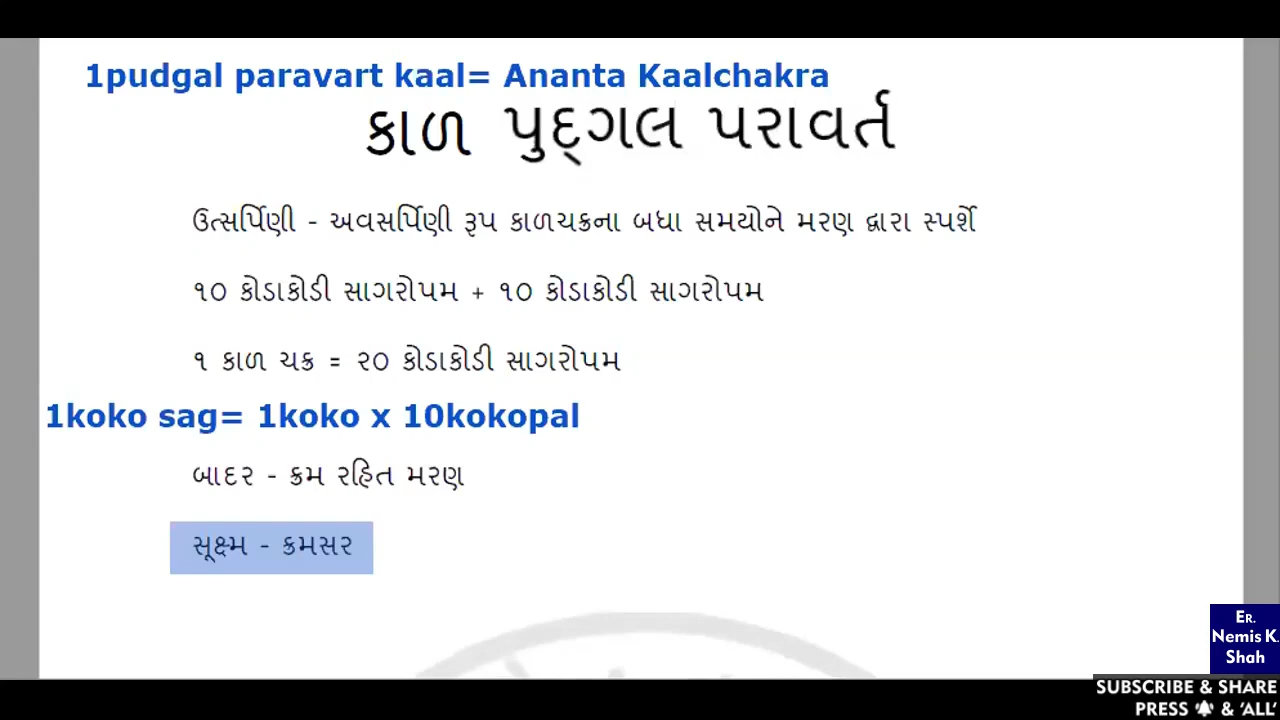 1pudgal paravart kaal= Ananta Kaalchakra
કાળ પુદ્ગલ પરાવર્ત
ઉત્સર્પિણી - અવસર્પિણી રૂપ કાળચક્રના બધા સમયોને મરણ દ્વારા સ્પર્શે
૧૦ કોડાકોડી સાગરોપમ + ૧૦ કોડાકોડી સાગરોપમ
૧ કાળ ચક્ર = ૨૦ કોડાકોડી સાગરોપમ
1koko sag= 1koko x 10kokopal
બાદર - ક્રમ રહિત મરણ
સૂક્ષ્મ - ક્રમસર
ER.
Nemis K.
Shah
SUBSCRIBE & SHARE
PRESS & ‘ALL’